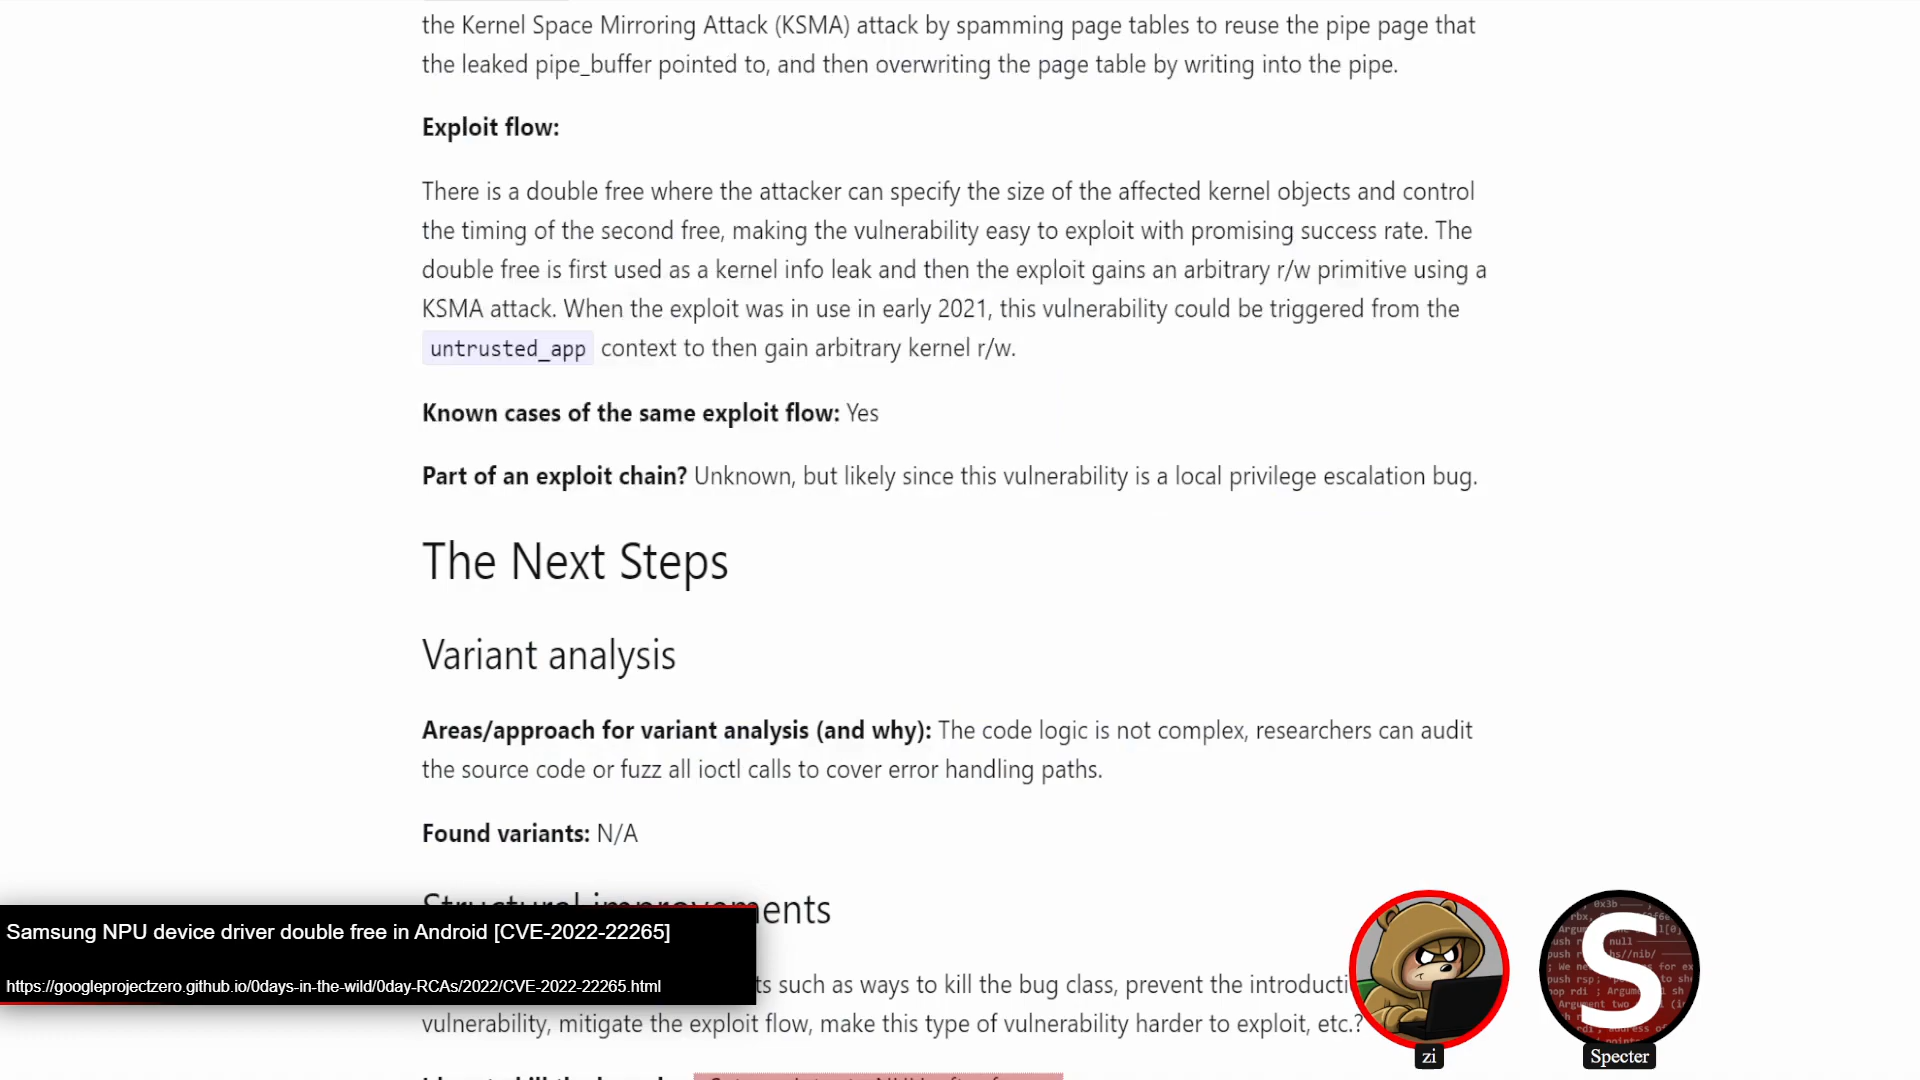 the Kernel Space Mirroring Attack (KSMA) attack by spamming page tables to reuse the pipe page that
the leaked pipe_buffer pointed to, and then overwriting the page table by writing into the pipe.
Exploit flow:
There is a double free where the attacker can specify the size of the affected kernel objects and control
the timing of the second free, making the vulnerability easy to exploit with promising success rate. The
double free is first used as a kernel info leak and then the exploit gains an arbitrary r/w primitive using a
KSMA attack. When the exploit was in use in early 2021, this vulnerability could be triggered from the
untrusted_app context to then gain arbitrary kernel r/w.
Known cases of the same exploit flow: Yes
Part of an exploit chain? Unknown, but likely since this vulnerability is a local privilege escalation bug.
The Next Steps
Variant analysis
Areas/approach for variant analysis (and why): The code logic is not complex, researchers can audit
the source code or fuzz all ioctl calls to cover error handling paths.
Found variants: N/A
Structural improvements
Samsung NPU device driver double free in Android [CVE-2022-22265]
https://googleprojectzero.github.io/0days-in-the-wild/0day-RCAs/2022/CVE-2022-22265.html
such as ways to kill the bug class, prevent the
vulnerability, mitigate the exploit flow, make this type of vulnerability harder to exploit, etc.?
S
zi
Specter